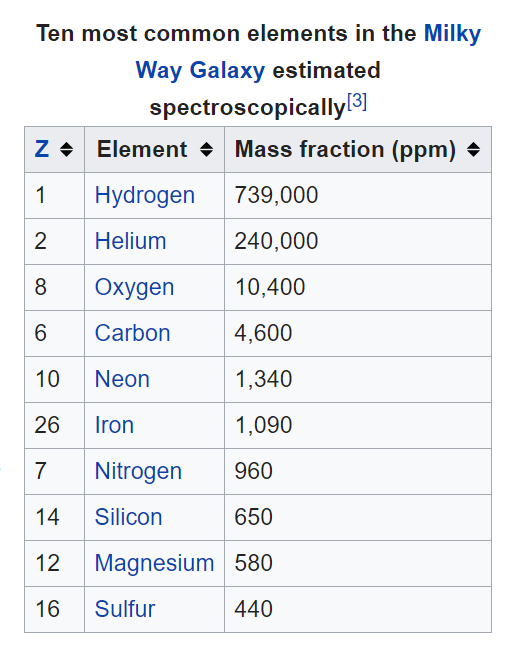 Ten most common elements in the Milky
Way Galaxy estimated
spectroscopically[3]
Z Element Mass fraction (ppm)
1 Hydrogen 739,000
2 Helium 240,000
8 Oxygen 10,400
6 Carbon 4,600
10 Neon 1,340
26 Iron 1,090
7 Nitrogen 960
14 Silicon 650
12 Magnesium 580
16 Sulfur 440